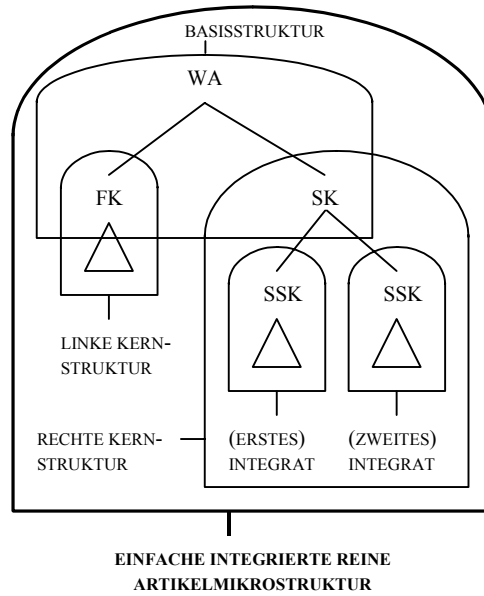 BASISSTRUKTUR
WA
FK SK
SSK SSK
LINKE KERN-
STRUKTUR
RECHTE KERN-
STRUKTUR
(ERSTES)
INTEGRAT
(ZWEITES)
INTEGRAT
EINFACHE INTEGRIERTE REINE
ARTIKELMIKROSTRUKTUR